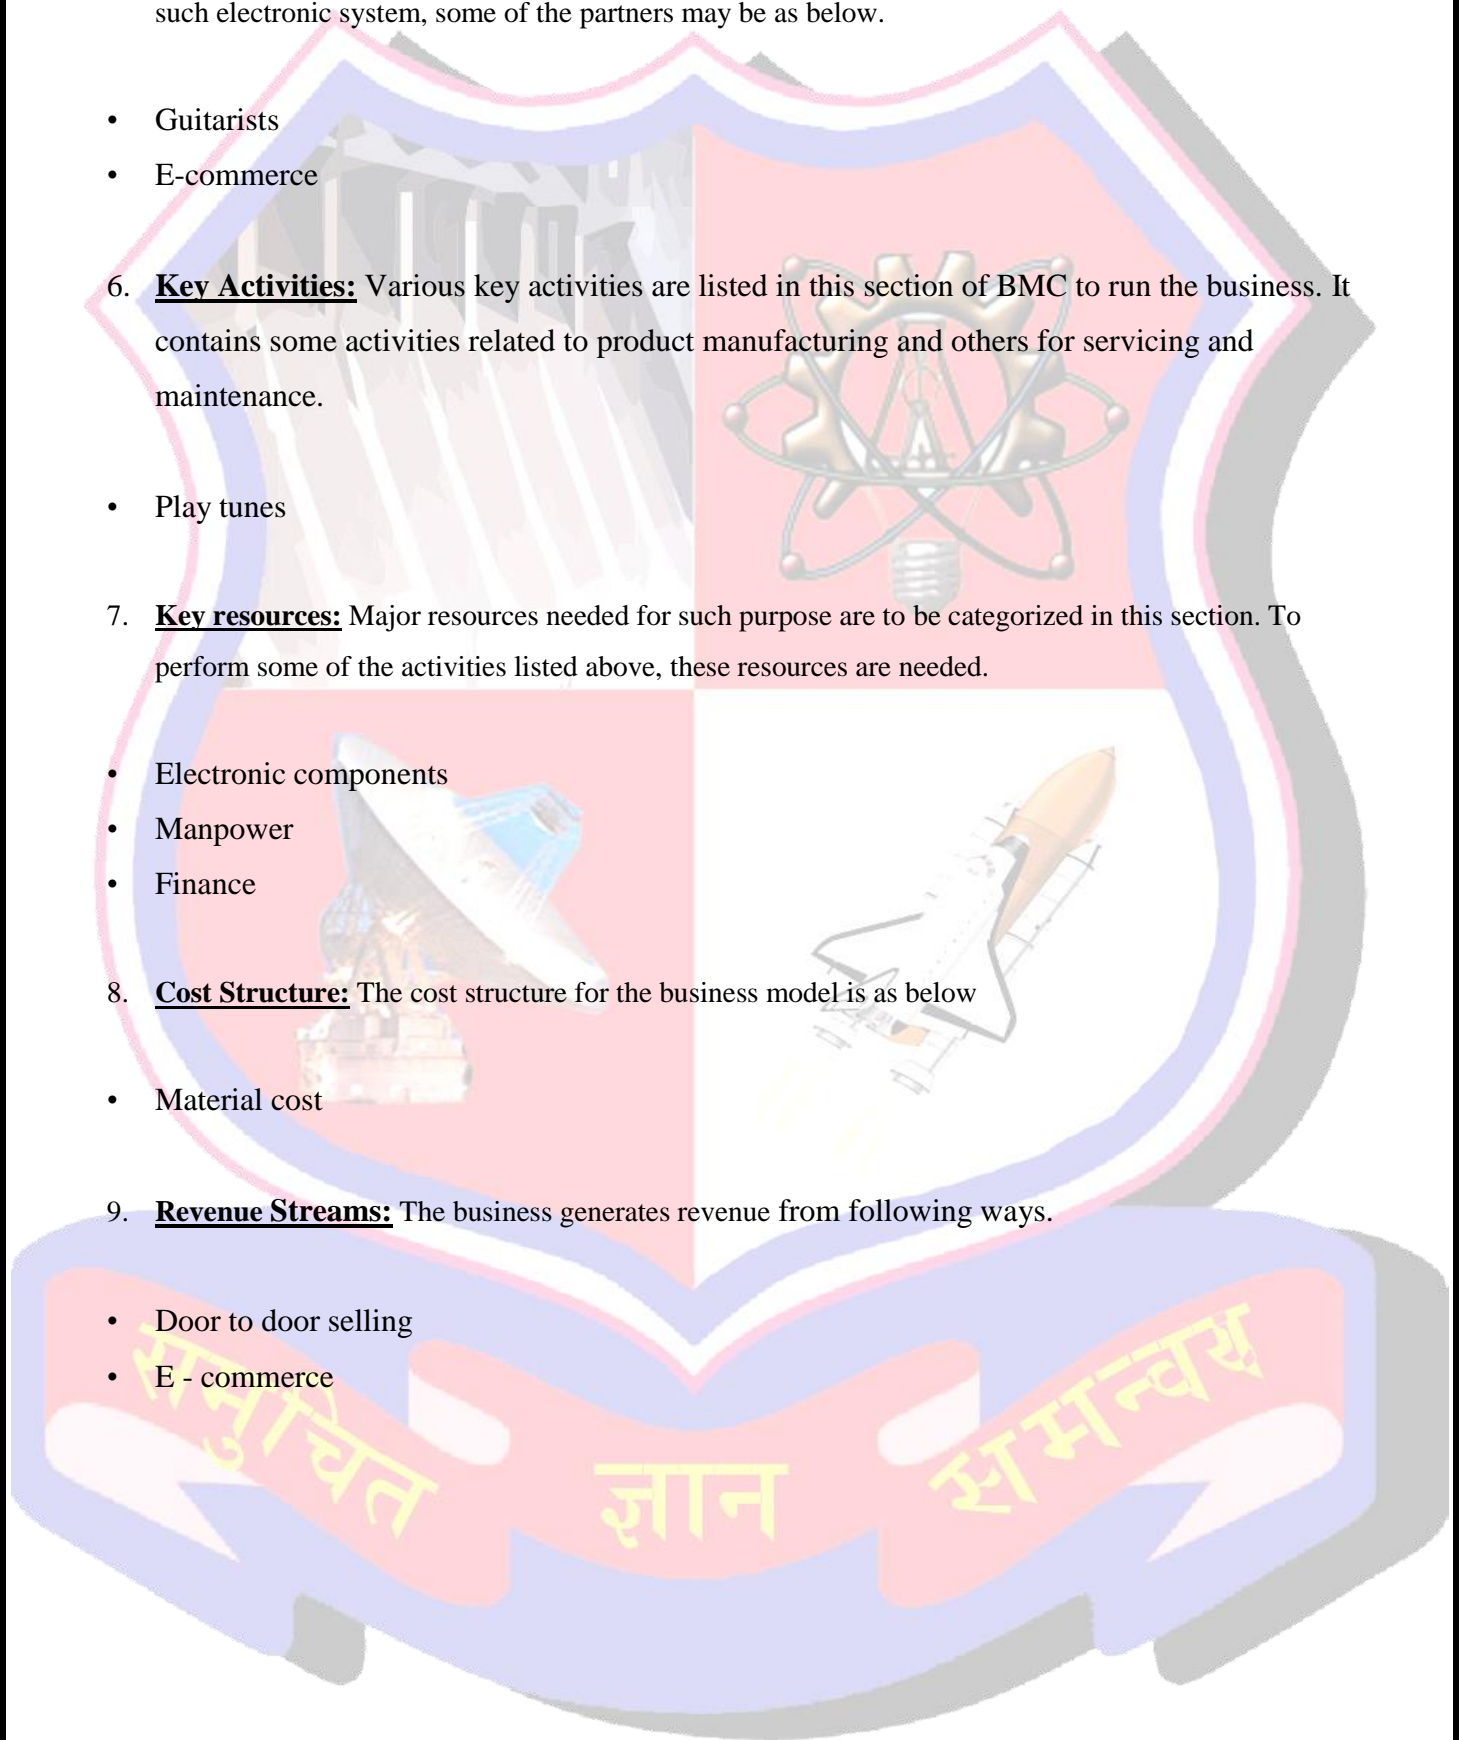 such electronic system, some of the partners may be as below.
• Guitarists
• E-commerce
6. Key Activities: Various key activities are listed in this section of BMC to run the business. It
contains some activities related to product manufacturing and others for servicing and
maintenance.
• Play tunes
7. Key resources: Major resources needed for such purpose are to be categorized in this section. To
perform some of the activities listed above, these resources are needed.
• Electronic components
• Manpower
• Finance
8. Cost Structure: The cost structure for the business model is as below
• Material cost
9. Revenue Streams: The business generates revenue from following ways.
• Door to door selling
• E - commerce
समुचित ज्ञान समन्वय